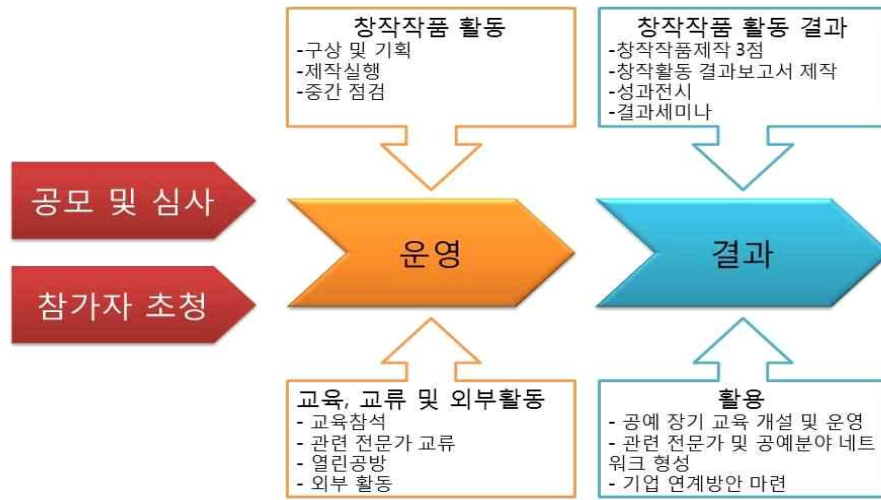 창작작품 활동
-구상 및 기획
-제작실행
-중간 점검
창작작품 활동 결과
-창작작품제작 3점
-창작활동 결과보고서 제작
-성과전시
-결과세미나
공모 및 심사
참가자 초청
운영
결과
교육, 교류 및 외부활동
- 교육참석
- 관련 전문가 교류
- 열린공방
- 외부 활동
활용
- 공예 장기 교육 개설 및 운영
- 관련 전문가 및 공예분야 네트
워크 형성
- 기업 연계방안 마련